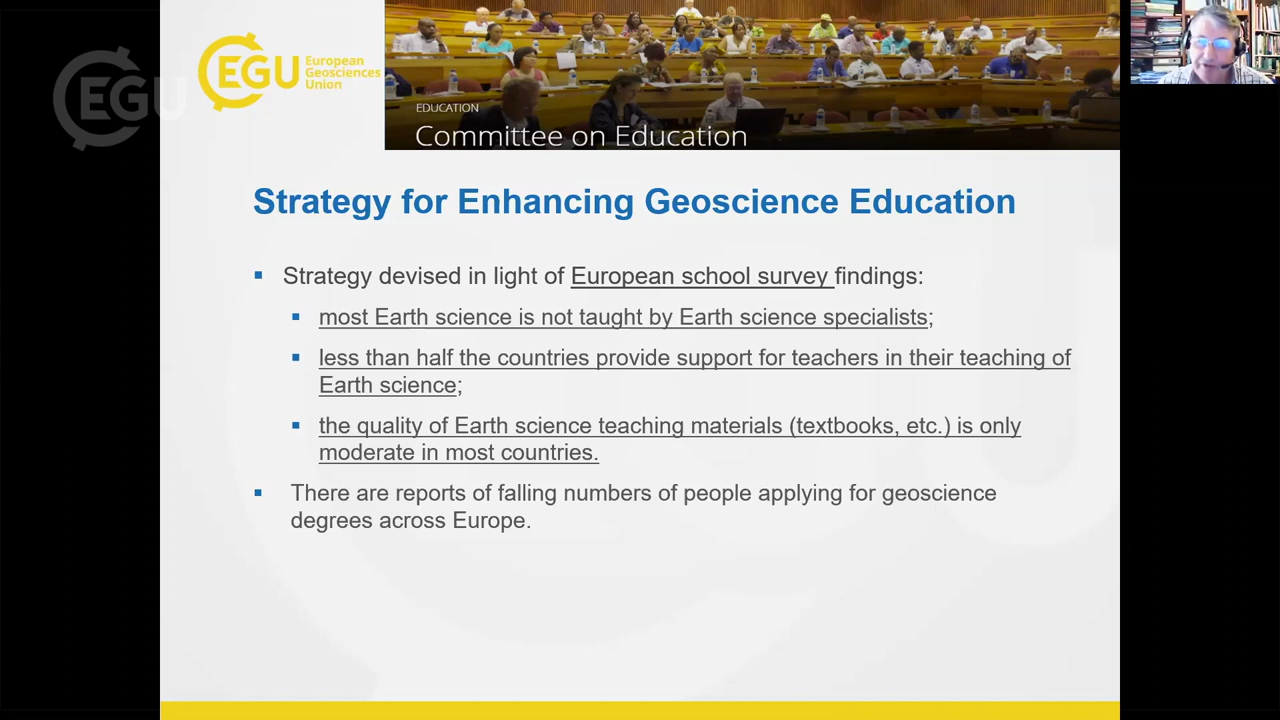 EGU
EGU
European
Geosciences
Union
EDUCATION
Committee on Education
Strategy for Enhancing Geoscience Education
Strategy devised in light of European school survey findings:
most Earth science is not taught by Earth science specialists;
less than half the countries provide support for teachers in their teaching of
Earth science;
the quality of Earth science teaching materials (textbooks, etc.) is only
moderate in most countries.
There are reports of falling numbers of people applying for geoscience
degrees across Europe.